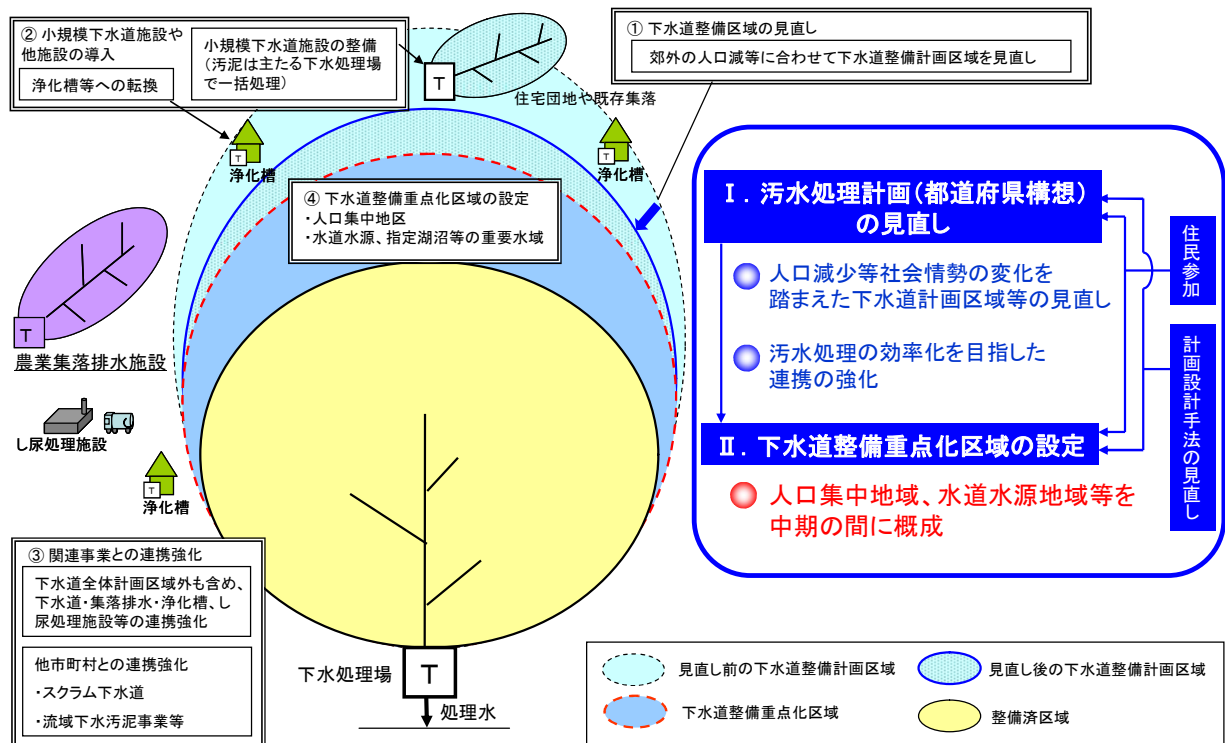 ② 小規模下水道施設や
他施設の導入
浄化槽等への転換
小規模下水道施設の整備
(汚泥は主たる下水処理場
で一括処理)
① 下水道整備区域の見直し
郊外の人口減等に合わせて下水道整備計画区域を見直し
T
住宅団地や既存集落
T
浄化槽
T
浄化槽
④ 下水道整備重点化区域の設定
・人口集中地区
・水道水源、指定湖沼等の重要水域
T
農業集落排水施設
し尿処理施設
T
浄化槽
③ 関連事業との連携強化
下水道全体計画区域外も含め、
下水道・集落排水・浄化槽、し
尿処理施設等の連携強化
他市町村との連携強化
・スクラム下水道
・流域下水汚泥事業等
下水処理場
T
処理水
Ⅰ．汚水処理計画(都道府県構想)
の見直し
人口減少等社会情勢の変化を
踏まえた下水道計画区域等の見直し
汚水処理の効率化を目指した
連携の強化
Ⅱ．下水道整備重点化区域の設定
人口集中地域、水道水源地域等を
中期の間に概成
住民参加
計画設計手法の見直し
見直し前の下水道整備計画区域
見直し後の下水道整備計画区域
下水道整備重点化区域
整備済区域